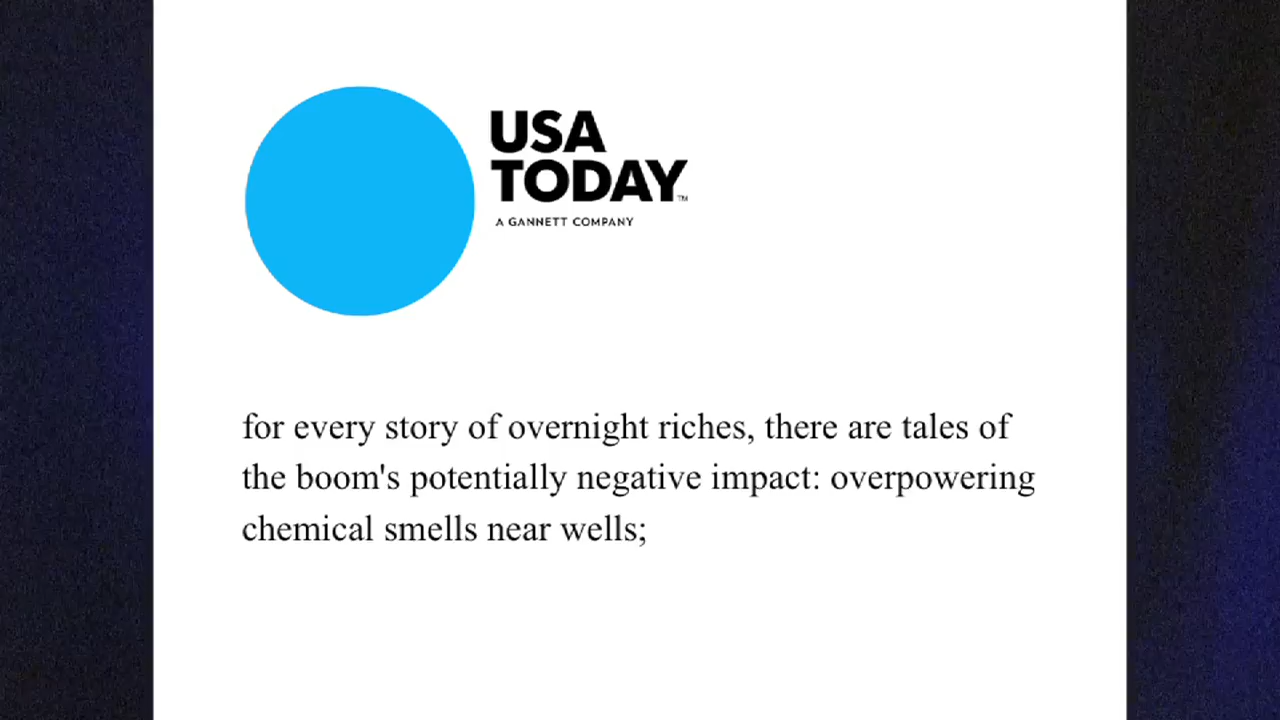 USA
TODAY™
A GANNETT COMPANY
for every story of overnight riches, there are tales of
the boom's potentially negative impact: overpowering
chemical smells near wells;